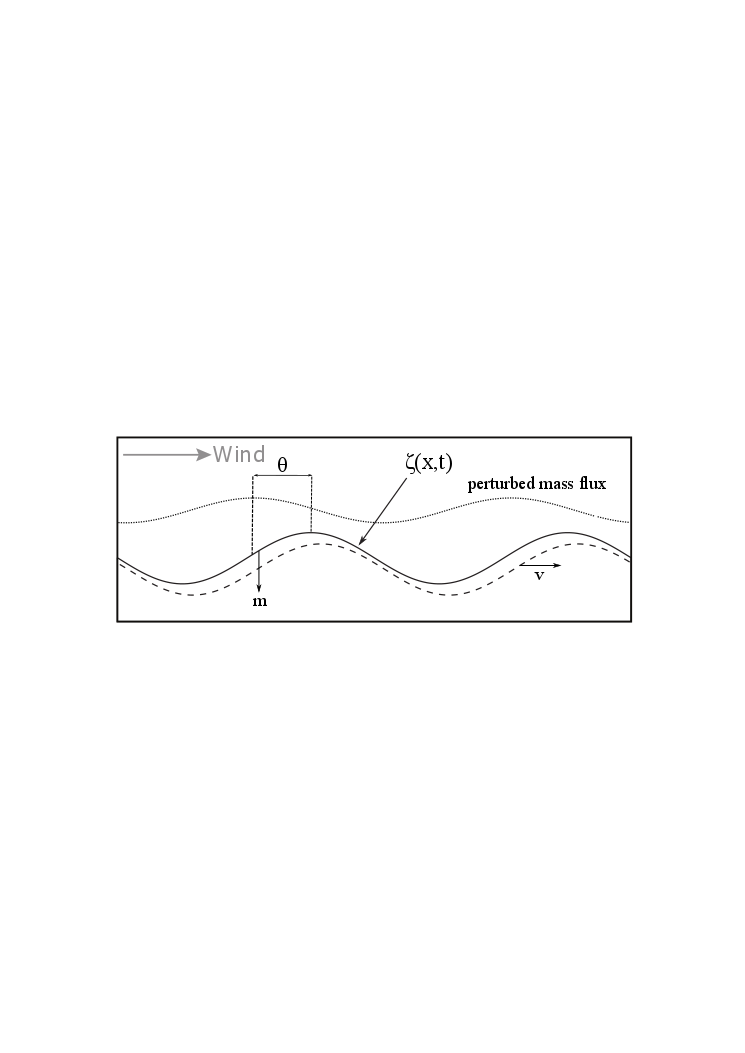 Wind
θ
ζ(x,t)
perturbed mass flux
v
m